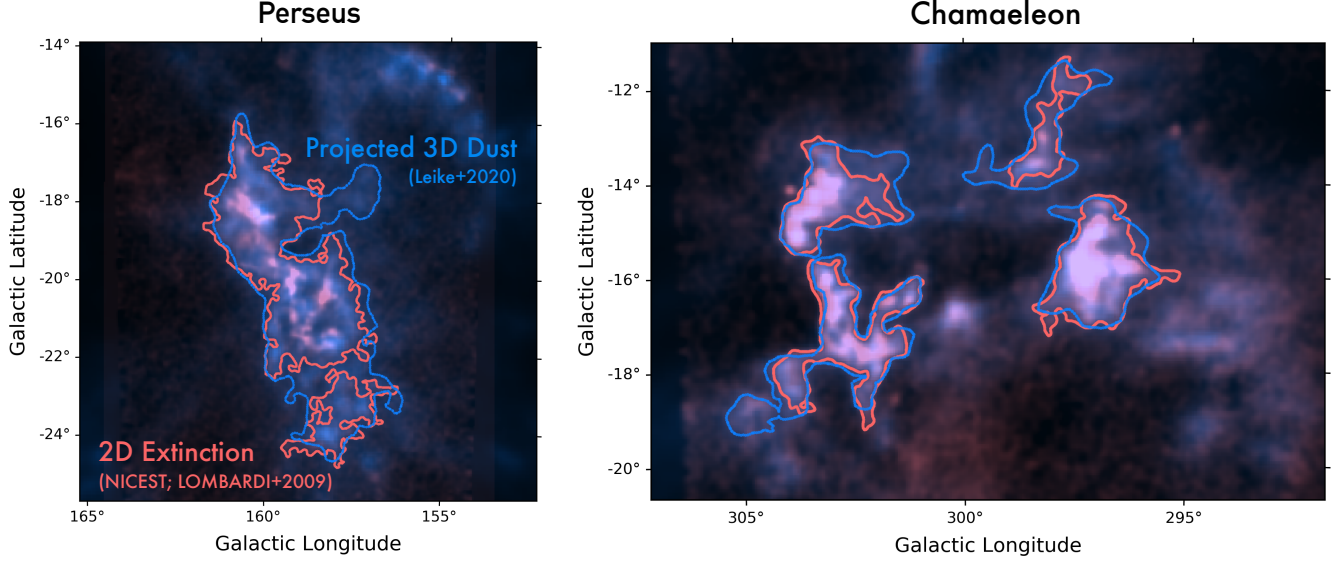 Perseus
Chamaeleon
Projected 3D Dust
(Leike+2020)
2D Extinction
(NICEST; LOMBARDI+2009)
-14°
-16°
-18°
-20°
-22°
-24°
Galactic Latitude
165°
160°
155°
Galactic Longitude
-12°
-14°
-16°
-18°
-20°
Galactic Latitude
305°
300°
295°
Galactic Longitude